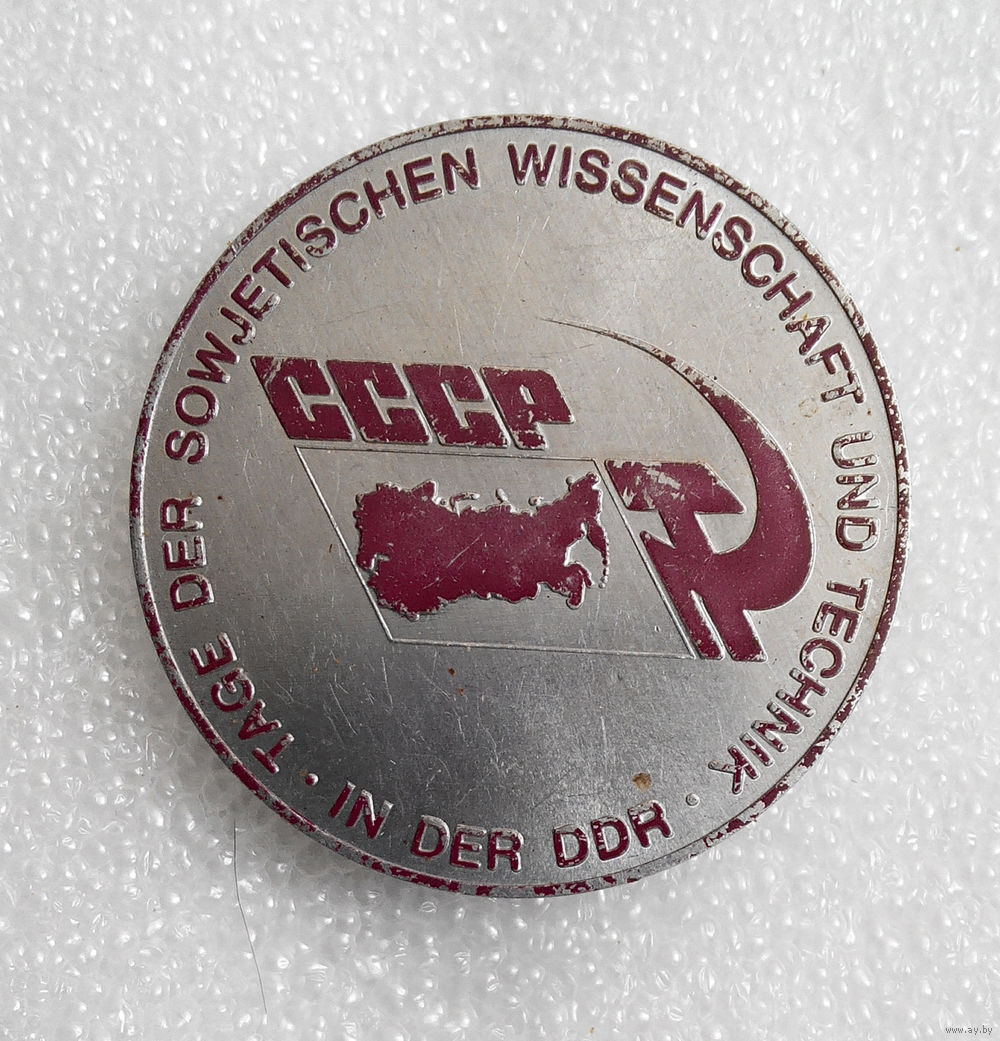 TAGE DER SOWJETISCHEN WISSENSCHAFT UND TECHNIK
· IN DER DDR ·
СССР
www.ay.by